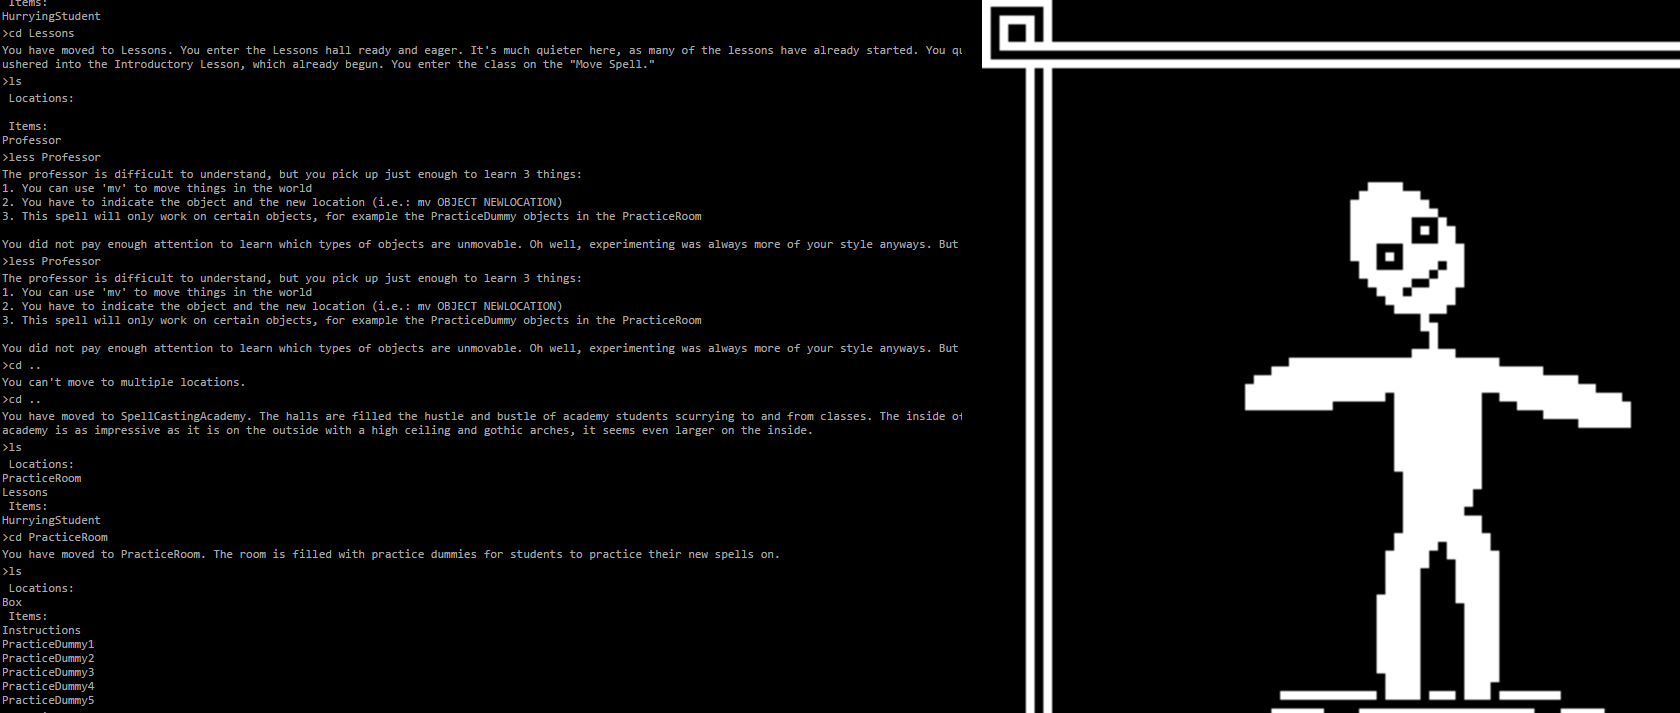 Items:
HurryingStudent
>cd Lessons
You have moved to Lessons. You enter the Lessons hall ready and eager. It's much quieter here, as many of the lessons have already started. You
ushered into the Introductory Lesson, which already begun. You enter the class on the "Move Spell."
>ls
Locations:
Items:
Professor
>less Professor
The professor is difficult to understand, but you pick up just enough to learn 3 things:
1. You can use 'mv' to move things in the world
2. You have to indicate the object and the new location (i.e.: mv OBJECT NEWLOCATION)
3. This spell will only work on certain objects, for example the PracticeDummy objects in the PracticeRoom
You did not pay enough attention to learn which types of objects are unmovable. Oh well, experimenting was always more of your style anyways. But
>less Professor
The professor is difficult to understand, but you pick up just enough to learn 3 things:
1. You can use 'mv' to move things in the world
2. You have to indicate the object and the new location (i.e.: mv OBJECT NEWLOCATION)
3. This spell will only work on certain objects, for example the PracticeDummy objects in the PracticeRoom
You did not pay enough attention to learn which types of objects are unmovable. Oh well, experimenting was always more of your style anyways. But
>cd ..
You can't move to multiple locations.
>cd ..
You have moved to SpellCastingAcademy. The halls are filled the hustle and bustle of academy students scurrying to and from classes. The inside of
academy is as impressive as it is on the outside with a high ceiling and gothic arches, it seems even larger on the inside.
>ls
Locations:
PracticeRoom
Lessons
Items:
HurryingStudent
>cd PracticeRoom
You have moved to PracticeRoom. The room is filled with practice dummies for students to practice their new spells on.
>ls
Locations:
Box
Items:
Instructions
PracticeDummy1
PracticeDummy2
PracticeDummy3
PracticeDummy4
PracticeDummy5